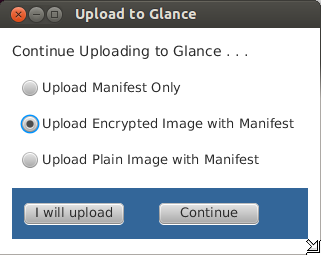 Upload to Glance
Continue Uploading to Glance . . .
Upload Manifest Only
Upload Encrypted Image with Manifest
Upload Plain Image with Manifest
I will upload
Continue